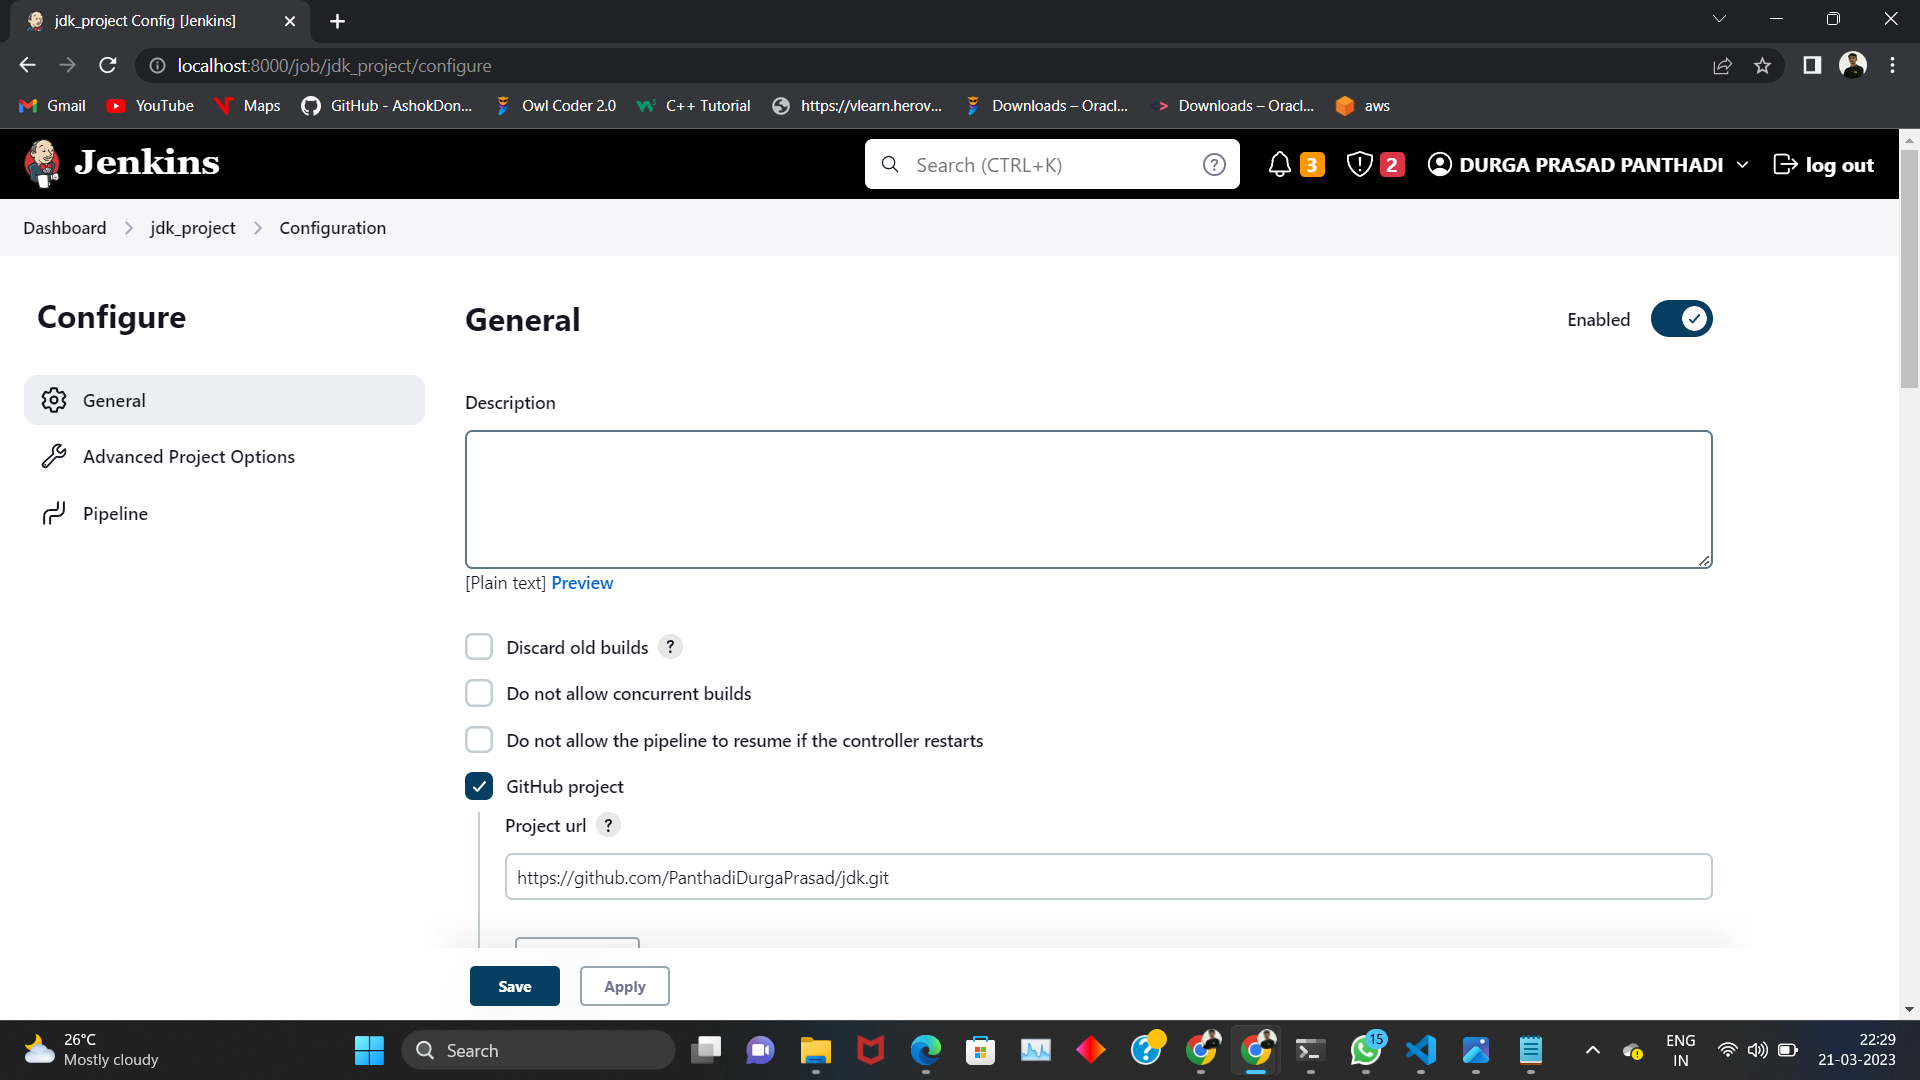 jdk_project Config [Jenkins]
localhost:8000/job/jdk_project/configure
Gmail YouTube Maps GitHub - AshokDon... Owl Coder 2.0 C++ Tutorial https://vlearn.herov... Downloads – Oracl... Downloads – Oracl... aws
Jenkins Search (CTRL+K) ? 3 2 DURGA PRASAD PANTHADI log out
Dashboard jdk_project Configuration
Configure
General
Advanced Project Options
Pipeline
General Enabled
Description
[Plain text] Preview
Discard old builds ?
Do not allow concurrent builds
Do not allow the pipeline to resume if the controller restarts
GitHub project
Project url ?
https://github.com/PanthadiDurgaPrasad/jdk.git
Save Apply
26°C
Mostly cloudy
Search
15
ENG
IN
22:29
21-03-2023